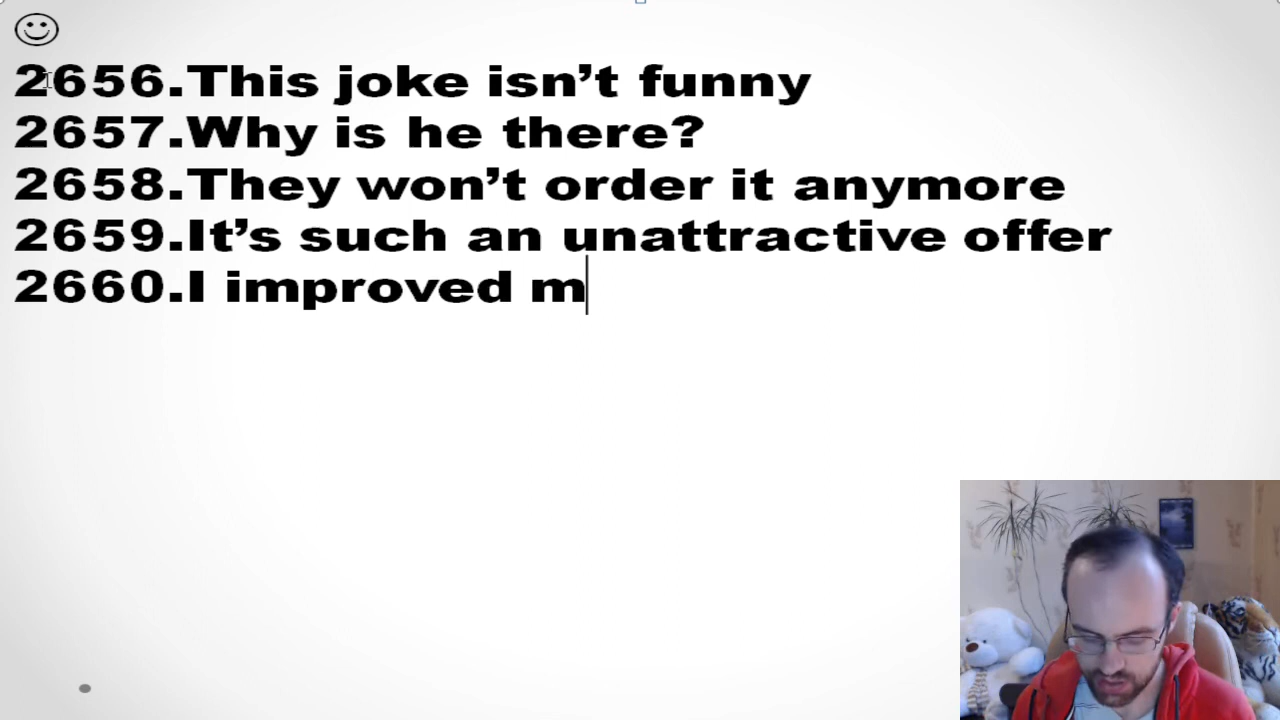 2656.This joke isn’t funny
2657.Why is he there?
2658.They won’t order it anymore
2659.It’s such an unattractive offer
2660.I improved m